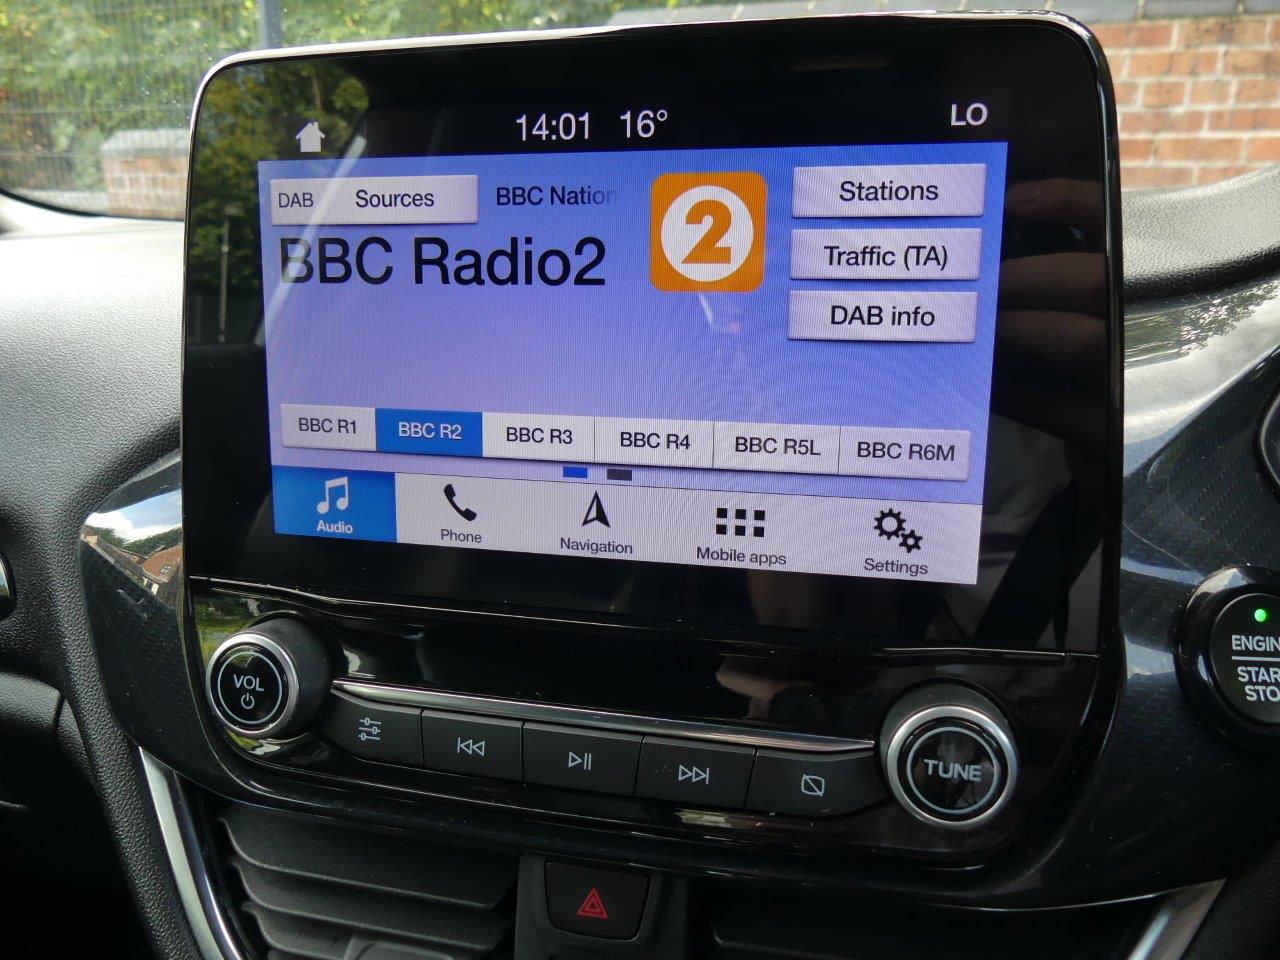 14:01 16° LO
DAB Sources BBC Nation
BBC Radio2
2
Stations
Traffic (TA)
DAB info
BBC R1 BBC R2 BBC R3 BBC R4 BBC R5L BBC R6M
Audio Phone Navigation Mobile apps Settings
VOL
TUNE
ENGIN
STAR
STO